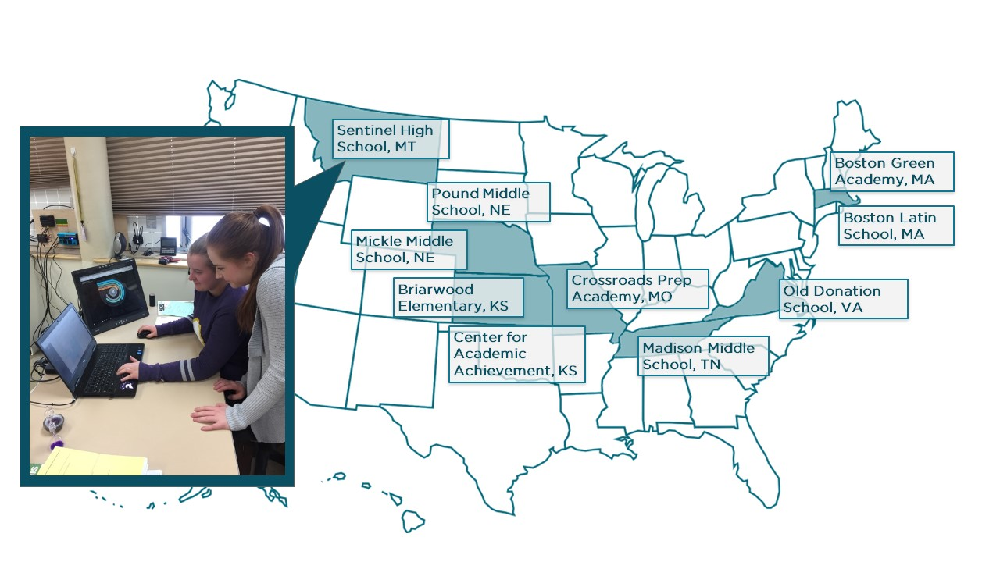 Sentinel High
School, MT
Boston Green
Academy, MA
Pound Middle
School, NE
Boston Latin
School, MA
Mickle Middle
School, NE
Briarwood
Elementary, KS
Crossroads Prep
Academy, MO
Old Donation
School, VA
Center for
Academic
Achievement, KS
Madison Middle
School, TN